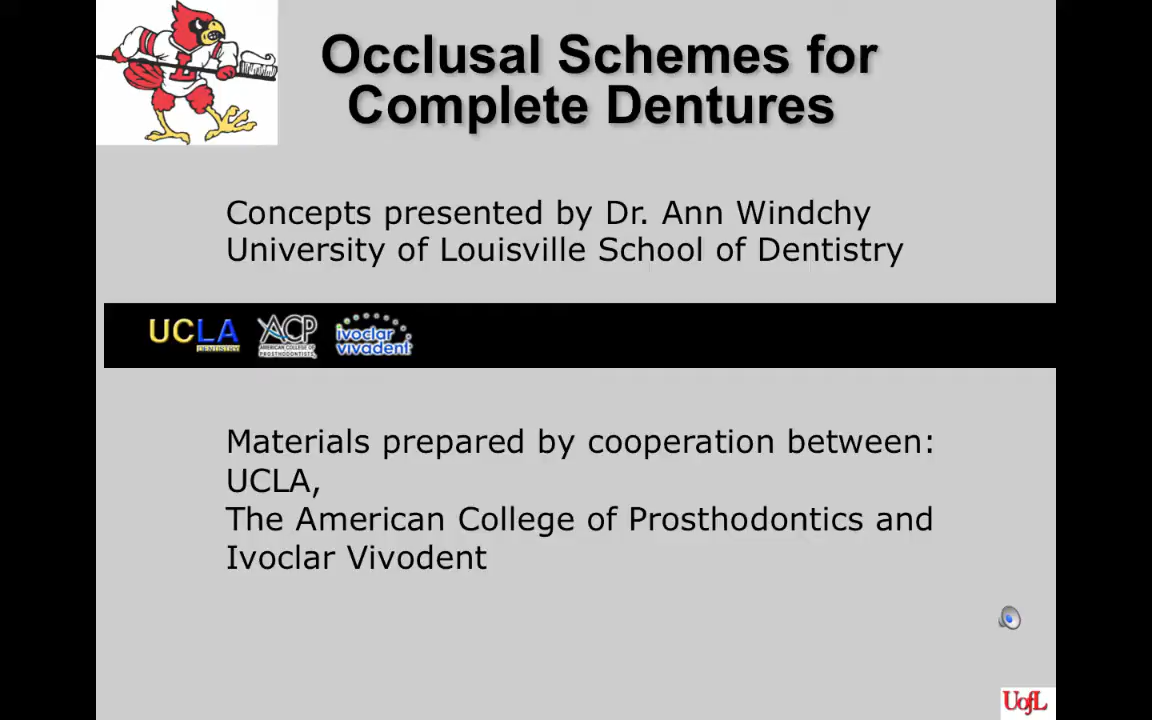 Occlusal Schemes for
Complete Dentures
Concepts presented by Dr. Ann Windchy
University of Louisville School of Dentistry
UCLA
DENTISTRY
ACP
AMERICAN COLLEGE OF
PROSTHODONTISTS
ivoclar
vivadent
Materials prepared by cooperation between:
UCLA,
The American College of Prosthodontics and
Ivoclar Vivodent
UofL